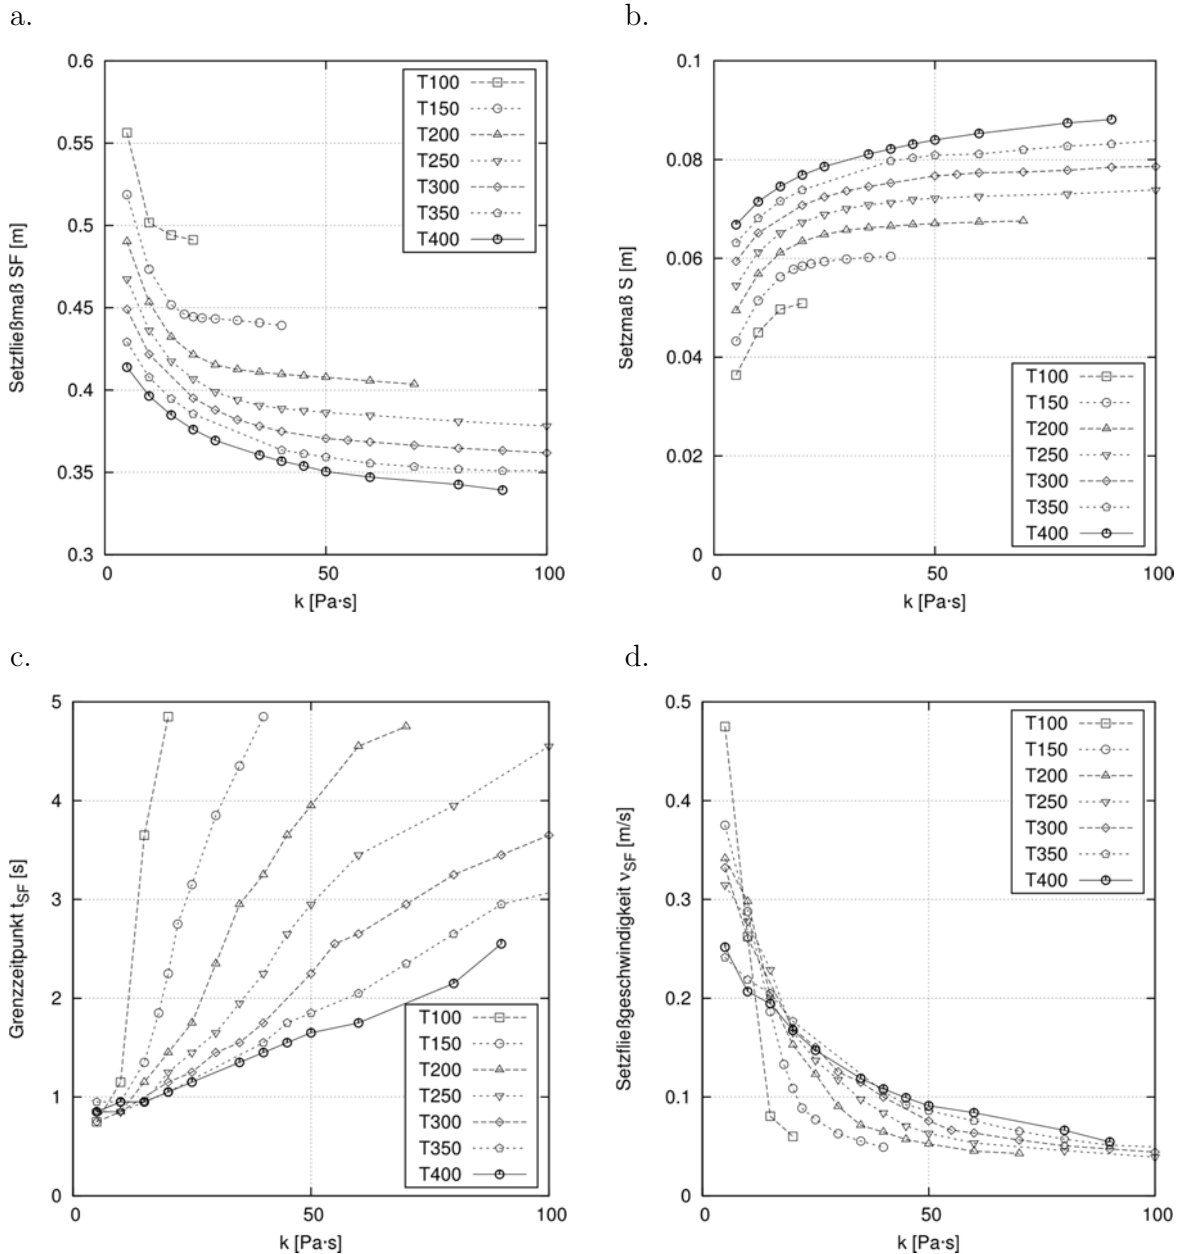 a.
0.6
0.55
0.5
0.45
0.4
0.35
0.3
Setzfließmaß SF [m]
T100
T150
T200
T250
T300
T350
T400
0
50
100
k [Pa·s]
b.
0.1
0.08
0.06
0.04
0.02
0
Setzmaß S [m]
T100
T150
T200
T250
T300
T350
T400
0
50
100
k [Pa·s]
c.
5
4
3
2
1
0
Grenzzeitpunkt tSF [s]
T100
T150
T200
T250
T300
T350
T400
0
50
100
k [Pa·s]
d.
0.5
0.4
0.3
0.2
0.1
0
Setzfließgeschwindigkeit vSF [m/s]
T100
T150
T200
T250
T300
T350
T400
0
50
100
k [Pa·s]